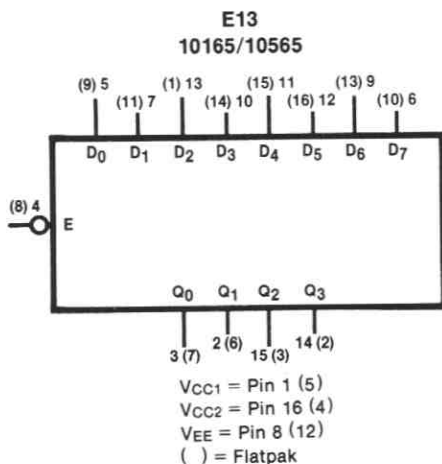 E13
10165/10565
(9) 5 (11) 7 (1) 13 (14) 10 (15) 11 (16) 12 (13) 9 (10) 6
D0 D1 D2 D3 D4 D5 D6 D7
(8) 4
E
Q0 Q1 Q2 Q3
3 (7) 2 (6) 15 (3) 14 (2)
VCC1 = Pin 1 (5)
VCC2 = Pin 16 (4)
VEE = Pin 8 (12)
( ) = Flatpak